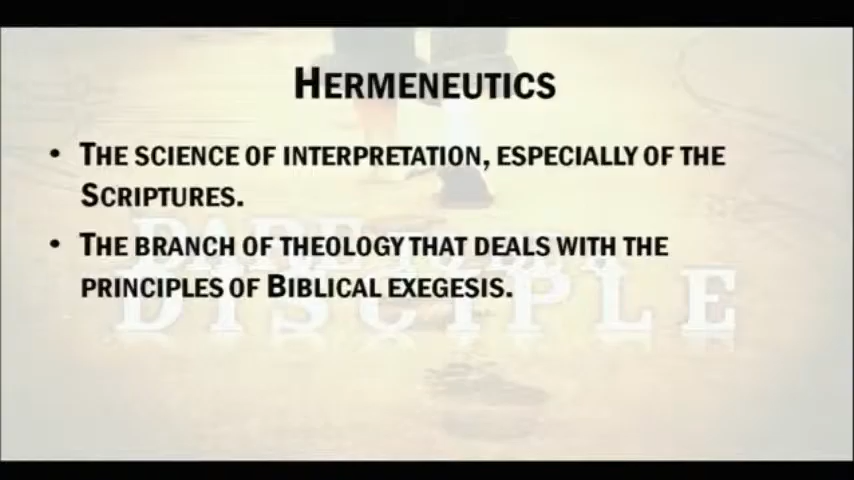 HERMENEUTICS
• THE SCIENCE OF INTERPRETATION, ESPECIALLY OF THE
SCRIPTURES.
• THE BRANCH OF THEOLOGY THAT DEALS WITH THE
PRINCIPLES OF BIBLICAL EXEGESIS.
DISCIPLE